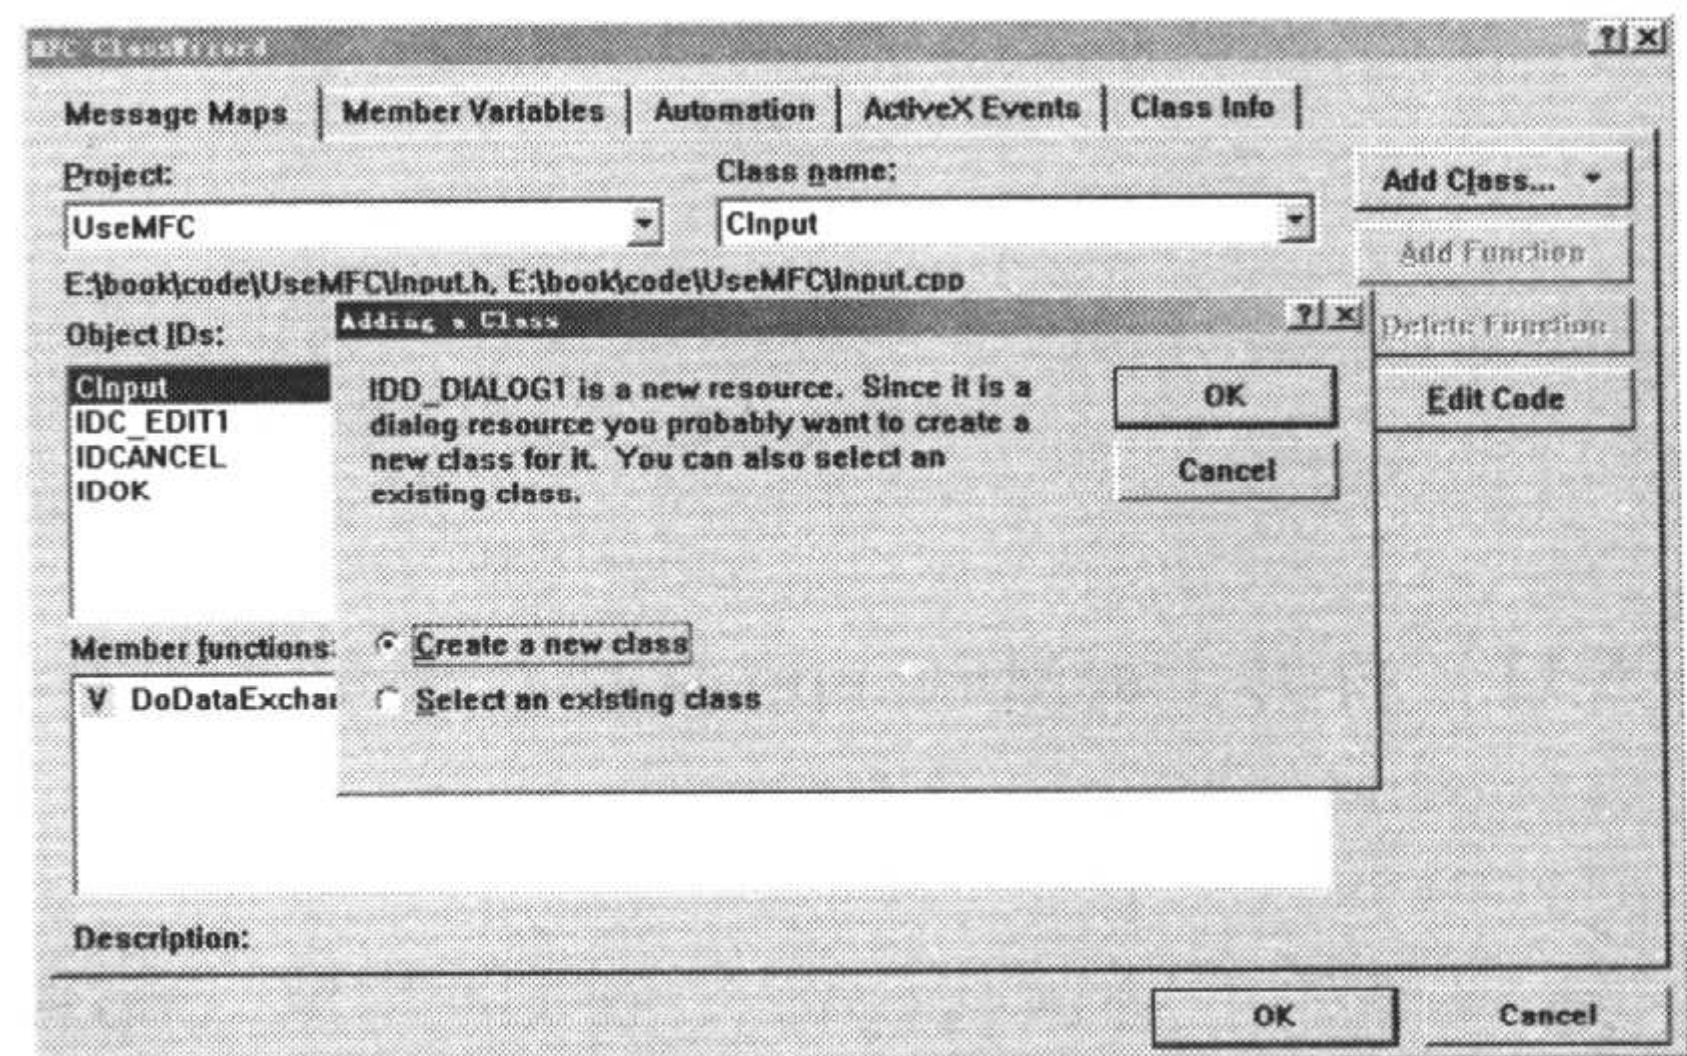 MFC ClassWizard
Message Maps
Member Variables
Automation
ActiveX Events
Class Info
Project:
Class name:
Add Class...
UseMFC
CInput
Add Function
E:\book\code\UseMFC\Input.h, E:\book\code\UseMFC\Input.cpp
Adding a Class
Delete Function
Object IDs:
CInput
IDC_EDIT1
IDCANCEL
IDOK
IDD_DIALOG1 is a new resource. Since it is a
dialog resource you probably want to create a
new class for it. You can also select an
existing class.
OK
Cancel
Edit Code
Member functions:
Create a new class
V DoDataExchar
Select an existing class
Description:
OK
Cancel